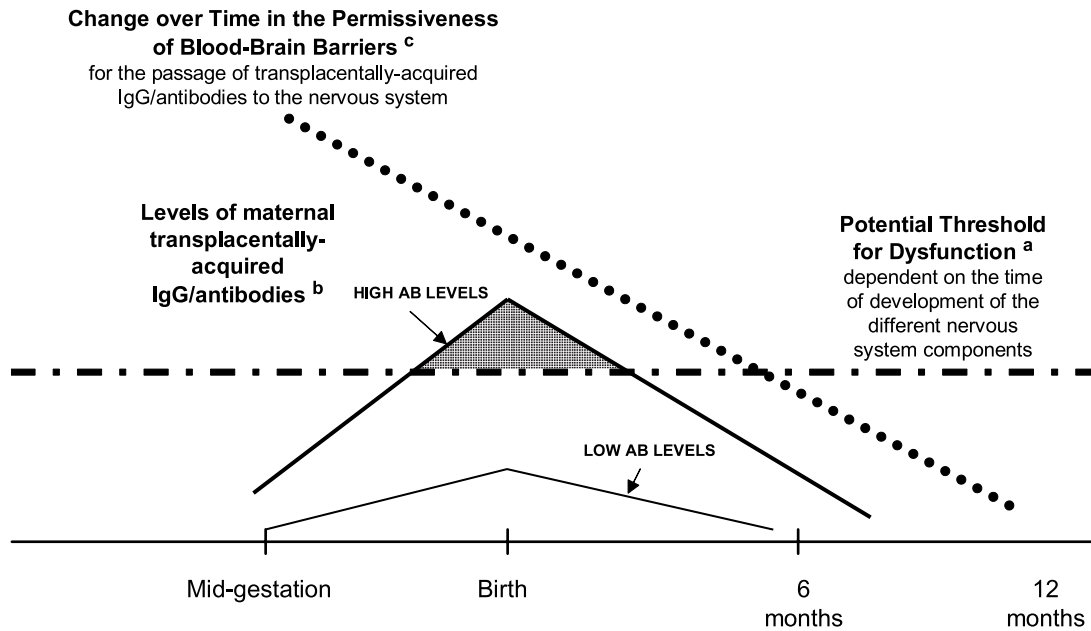 Change over Time in the Permissiveness
of Blood-Brain Barriers c
for the passage of transplacentally-acquired
IgG/antibodies to the nervous system
Levels of maternal
transplacentally-
acquired
IgG/antibodies b
HIGH AB LEVELS
Potential Threshold
for Dysfunction a
dependent on the time
of development of the
different nervous
system components
LOW AB LEVELS
Mid-gestation
Birth
6
months
12
months